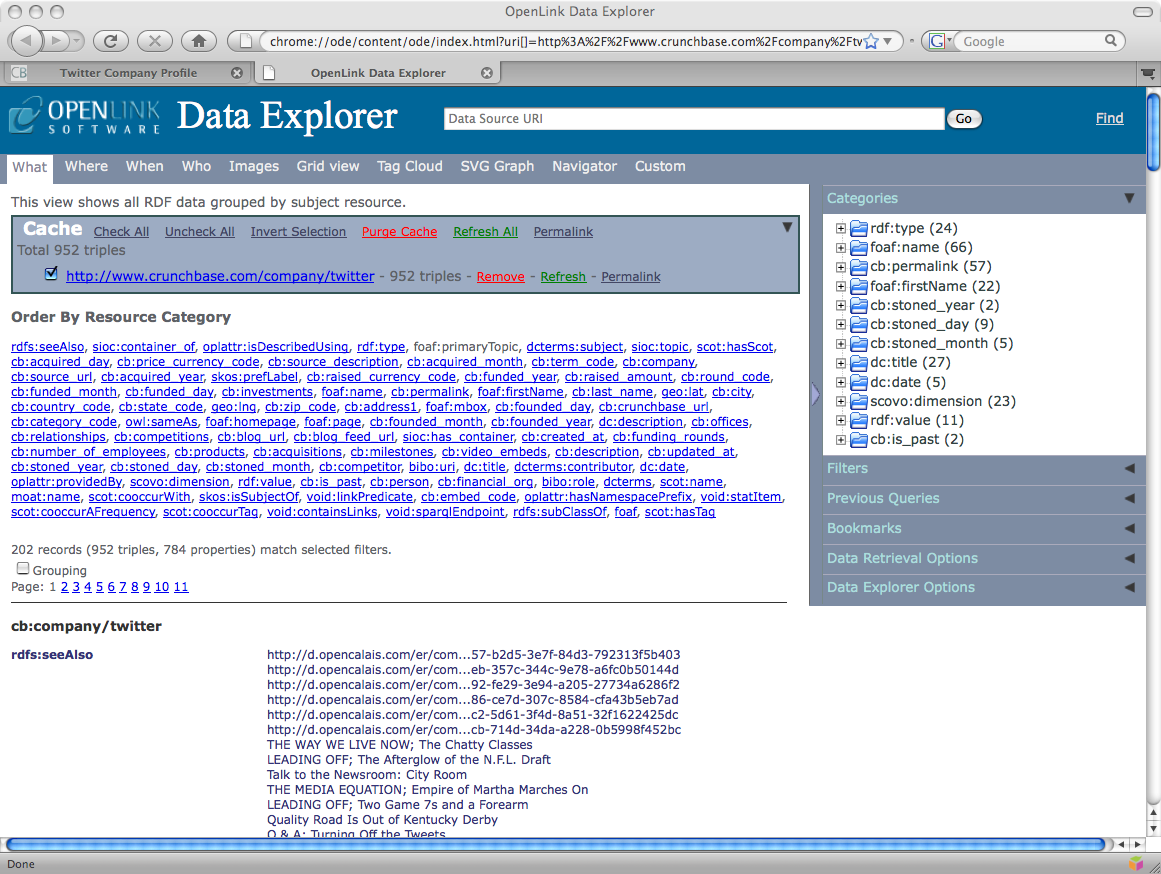 OpenLink Data Explorer
chrome://ode/content/ode/index.html?uri[]=http%3A%2F%2Fwww.crunchbase.com%2Fcompany%2Ftv
G
Google
CB Twitter Company Profile
OpenLink Data Explorer
OPENLINK
SOFTWARE
Data Explorer
Data Source URI
Go
Find
What Where When Who Images Grid view Tag Cloud SVG Graph Navigator Custom
This view shows all RDF data grouped by subject resource.
Cache Check All Uncheck All Invert Selection Purge Cache Refresh All Permalink
Total 952 triples
http://www.crunchbase.com/company/twitter - 952 triples - Remove - Refresh - Permalink
Order By Resource Category
rdfs:seeAlso, sioc:container_of, oplattr:isDescribedUsing, rdf:type, foaf:primaryTopic, dcterms:subject, sioc:topic, scot:hasScot,
cb:acquired_day, cb:price_currency_code, cb:source_description, cb:acquired_month, cb:term_code, cb:company,
cb:source_url, cb:acquired_year, skos:prefLabel, cb:raised_currency_code, cb:funded_year, cb:raised_amount, cb:round_code,
cb:funded_month, cb:funded_day, cb:investments, foaf:name, cb:permalink, foaf:firstName, cb:last_name, geo:lat, cb:city,
cb:country_code, cb:state_code, geo:lng, cb:zip_code, cb:address1, foaf:mbox, cb:founded_day, cb:crunchbase_url,
cb:category_code, owl:sameAs, foaf:homepage, foaf:page, cb:founded_month, cb:founded_year, dc:description, cb:offices,
cb:relationships, cb:competitions, cb:blog_url, cb:blog_feed_url, sioc:has_container, cb:created_at, cb:funding_rounds,
cb:number_of_employees, cb:products, cb:acquisitions, cb:milestones, cb:video_embeds, cb:description, cb:updated_at,
cb:stoned_year, cb:stoned_day, cb:stoned_month, cb:competitor, bibo:uri, dc:title, dcterms:contributor, dc:date,
oplattr:providedBy, scovo:dimension, rdf:value, cb:is_past, cb:person, cb:financial_org, bibo:role, dcterms, scot:name,
moat:name, scot:cooccurWith, skos:isSubjectOf, void:linkPredicate, cb:embed_code, oplattr:hasNamespacePrefix, void:statItem,
scot:cooccurAFrequency, scot:cooccurTag, void:containsLinks, void:sparqlEndpoint, rdfs:subClassOf, foaf, scot:hasTag
202 records (952 triples, 784 properties) match selected filters.
Grouping
Page: 1 2 3 4 5 6 7 8 9 10 11
cb:company/twitter
rdfs:seeAlso
http://d.opencalais.com/er/com...57-b2d5-3e7f-84d3-792313f5b403
http://d.opencalais.com/er/com...eb-357c-344c-9e78-a6fc0b50144d
http://d.opencalais.com/er/com...92-fe29-3e94-a205-27734a6286f2
http://d.opencalais.com/er/com...86-ce7d-307c-8584-cfa43b5eb7ad
http://d.opencalais.com/er/com...c2-5d61-3f4d-8a51-32f1622425dc
http://d.opencalais.com/er/com...cb-714d-34da-a228-0b5998f452bc
THE WAY WE LIVE NOW; The Chatty Classes
LEADING OFF; The Afterglow of the N.F.L. Draft
Talk to the Newsroom: City Room
THE MEDIA EQUATION; Empire of Martha Marches On
LEADING OFF; Two Game 7s and a Forearm
Quality Road Is Out of Kentucky Derby
Q & A: Turning Off the Tweets
Categories
rdf:type (24)
foaf:name (66)
cb:permalink (57)
foaf:firstName (22)
cb:stoned_year (2)
cb:stoned_day (9)
cb:stoned_month (5)
dc:title (27)
dc:date (5)
scovo:dimension (23)
rdf:value (11)
cb:is_past (2)
Filters
Previous Queries
Bookmarks
Data Retrieval Options
Data Explorer Options
Done